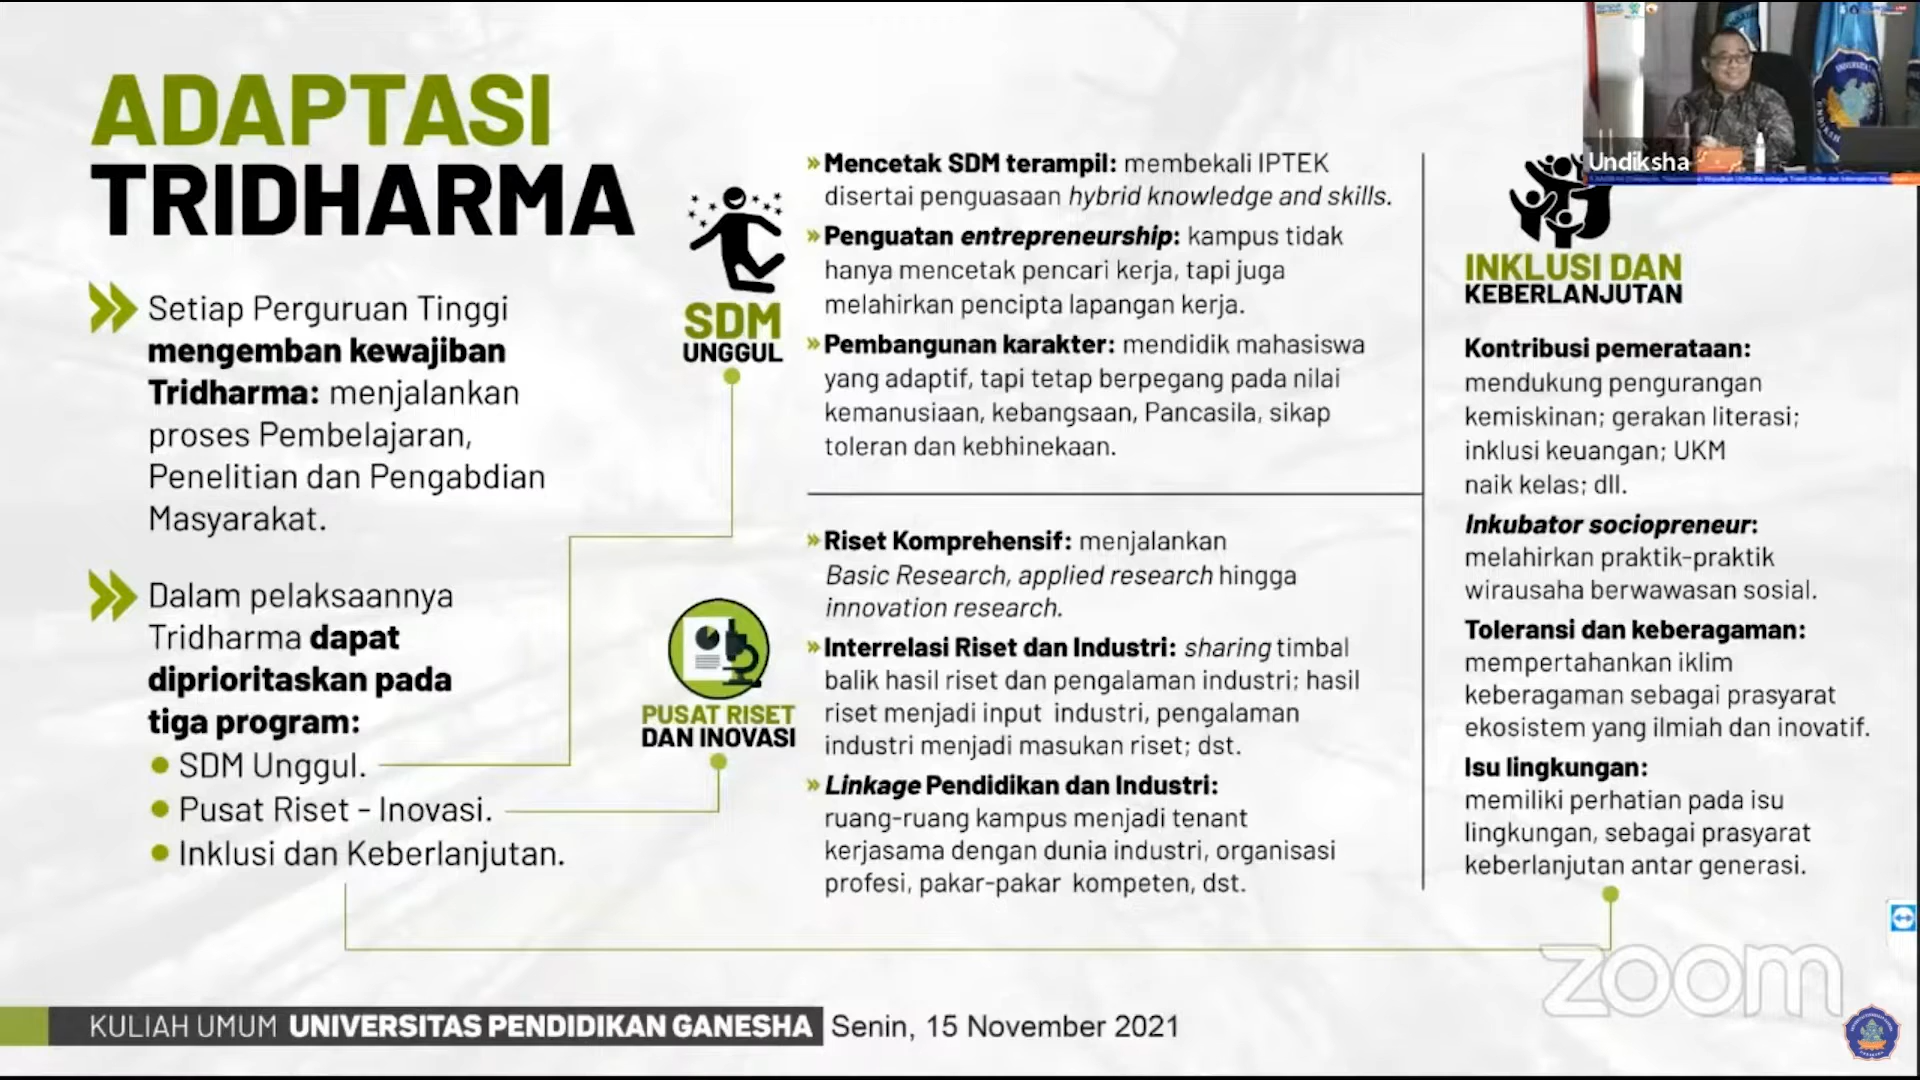 ADAPTASI
TRIDHARMA
Setiap Perguruan Tinggi
mengemban kewajiban
Tridharma: menjalankan
proses Pembelajaran,
Penelitian dan Pengabdian
Masyarakat.
Dalam pelaksaannya
Tridharma dapat
diprioritaskan pada
tiga program:
SDM Unggul.
Pusat Riset - Inovasi.
Inklusi dan Keberlanjutan.
SDM
UNGGUL
» Mencetak SDM terampil: membekali IPTEK
disertai penguasaan hybrid knowledge and skills.
» Penguatan entrepreneurship: kampus tidak
hanya mencetak pencari kerja, tapi juga
melahirkan pencipta lapangan kerja.
» Pembangunan karakter: mendidik mahasiswa
yang adaptif, tapi tetap berpegang pada nilai
kemanusiaan, kebangsaan, Pancasila, sikap
toleran dan kebhinekaan.
PUSAT RISET
DAN INOVASI
» Riset Komprehensif: menjalankan
Basic Research, applied research hingga
innovation research.
» Interrelasi Riset dan Industri: sharing timbal
balik hasil riset dan pengalaman industri; hasil
riset menjadi input industri, pengalaman
industri menjadi masukan riset; dst.
» Linkage Pendidikan dan Industri:
ruang-ruang kampus menjadi tenant
kerjasama dengan dunia industri, organisasi
profesi, pakar-pakar kompeten, dst.
Undiksha
INKLUSI DAN
KEBERLANJUTAN
Kontribusi pemerataan:
mendukung pengurangan
kemiskinan; gerakan literasi;
inklusi keuangan; UKM
naik kelas; dll.
Inkubator sociopreneur:
melahirkan praktik-praktik
wirausaha berwawasan sosial.
Toleransi dan keberagaman:
mempertahankan iklim
keberagaman sebagai prasyarat
ekosistem yang ilmiah dan inovatif.
Isu lingkungan:
memiliki perhatian pada isu
lingkungan, sebagai prasyarat
keberlanjutan antar generasi.
zoom
KULIAH UMUM UNIVERSITAS PENDIDIKAN GANESHA Senin, 15 November 2021